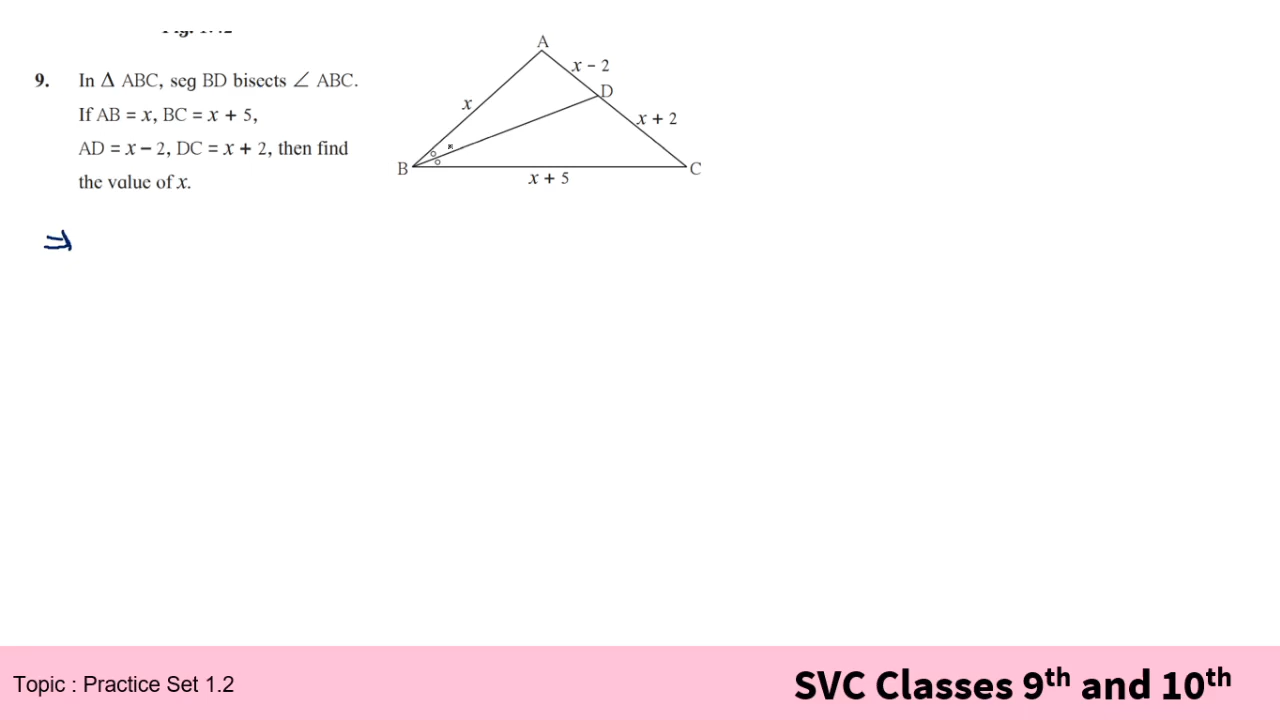 9. In Δ ABC, seg BD bisects ∠ ABC.
If AB = x, BC = x + 5,
AD = x – 2, DC = x + 2, then find
the value of x.
A
x – 2
D
x
x + 2
B
C
x + 5
⇒
Topic : Practice Set 1.2
SVC Classes 9th and 10th